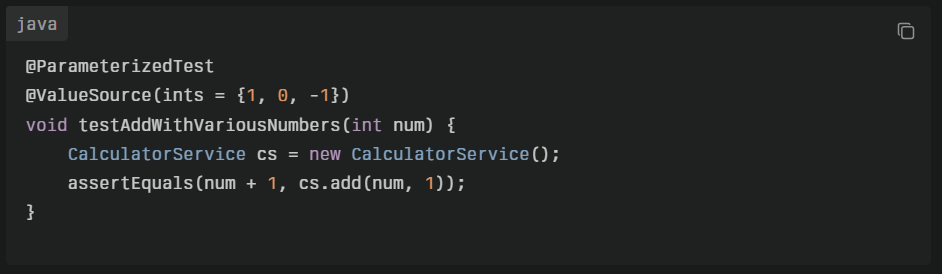 java
@ParameterizedTest
@ValueSource(ints = {1, 0, -1})
void testAddWithVariousNumbers(int num) {
    CalculatorService cs = new CalculatorService();
    assertEquals(num + 1, cs.add(num, 1));
}